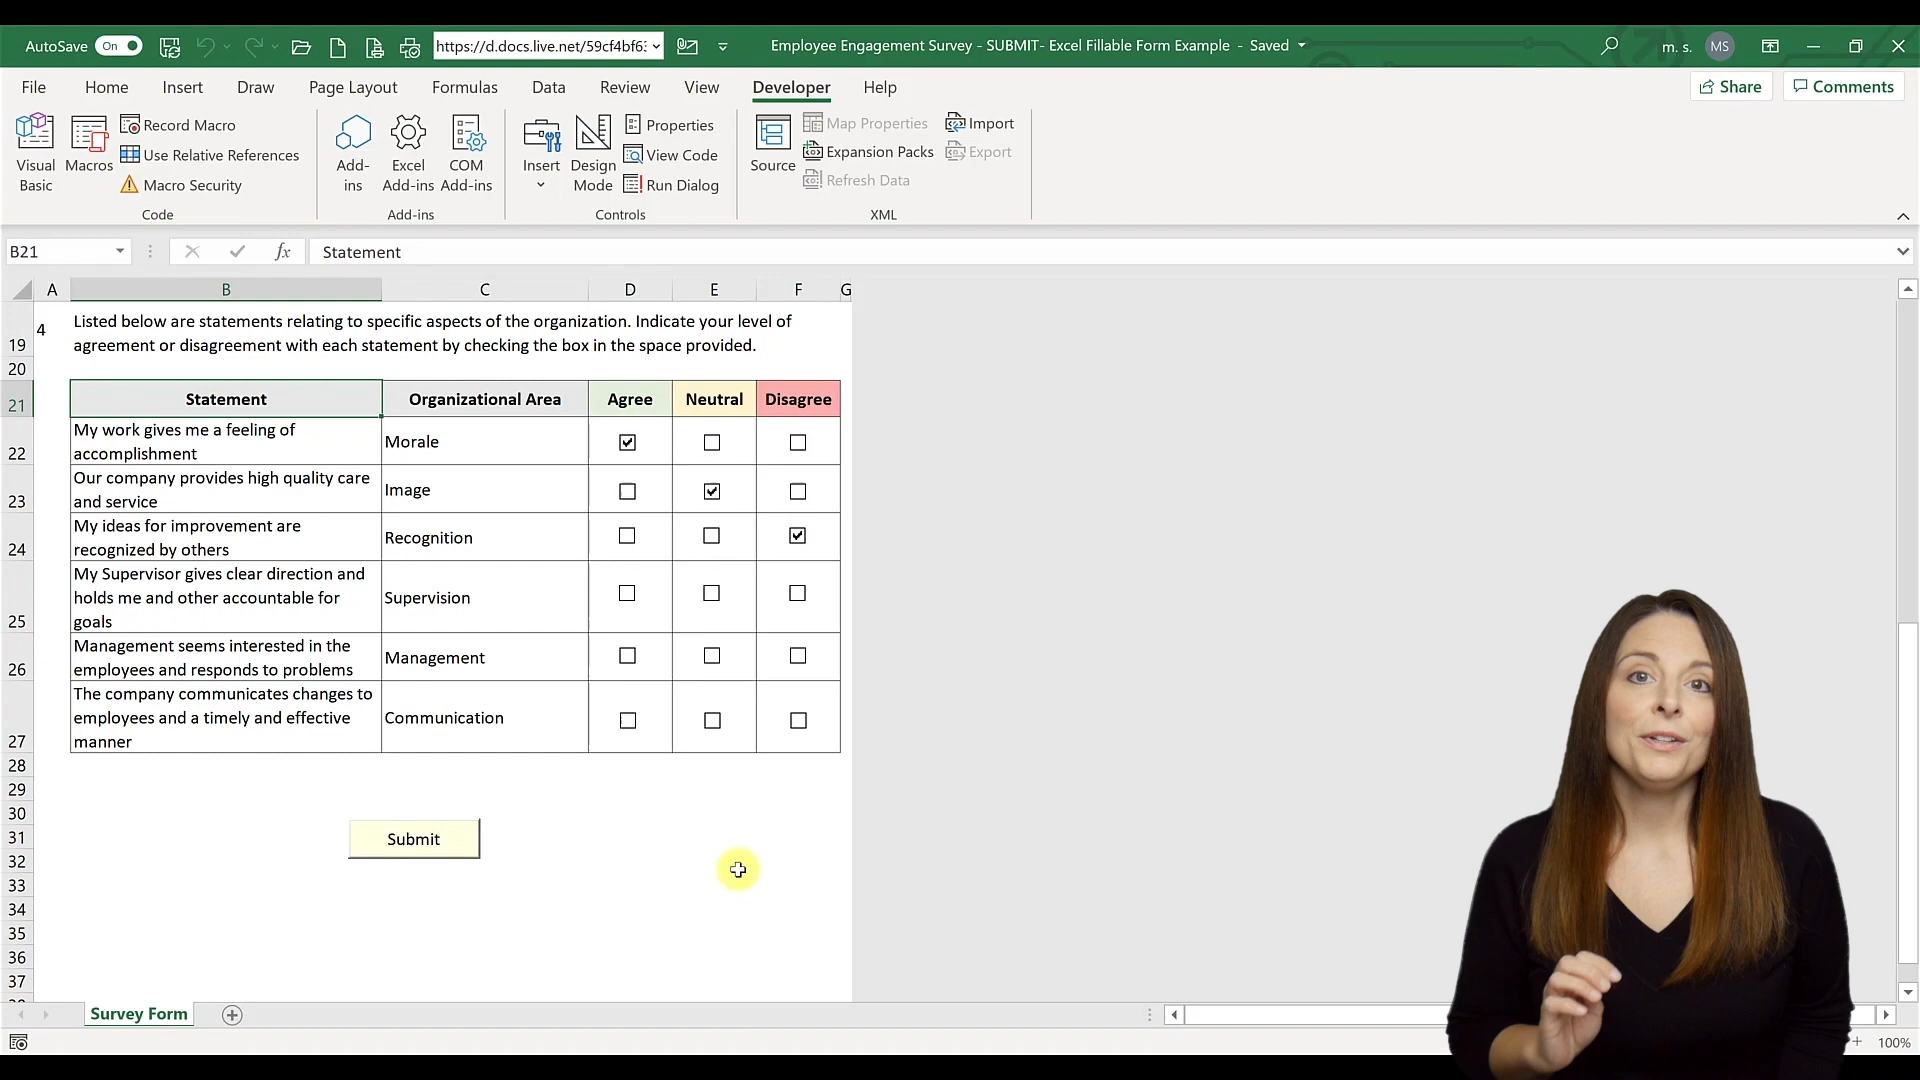 AutoSave On https://d.docs.live.net/59cf4bf6 Employee Engagement Survey - SUBMIT- Excel Fillable Form Example - Saved m. s. MS
File Home Insert Draw Page Layout Formulas Data Review View Developer Help Share Comments
Visual Basic
Macros
Record Macro
Use Relative References
Macro Security
Code
Add-ins
Excel Add-ins
COM Add-ins
Add-ins
Insert
Design Mode
Properties
View Code
Run Dialog
Controls
Source
Map Properties
Expansion Packs
Refresh Data
Import
Export
XML
B21 fx Statement
A B C D E F G
4 Listed below are statements relating to specific aspects of the organization. Indicate your level of
19 agreement or disagreement with each statement by checking the box in the space provided.
20
21 Statement Organizational Area Agree Neutral Disagree
My work gives me a feeling of
22 accomplishment Morale
Our company provides high quality care
23 and service Image
My ideas for improvement are
24 recognized by others Recognition
My Supervisor gives clear direction and
holds me and other accountable for Supervision
25 goals
Management seems interested in the
26 employees and responds to problems Management
The company communicates changes to
employees and a timely and effective Communication
27 manner
28
29
30
31 Submit
32
33
34
35
36
37
Survey Form
100%